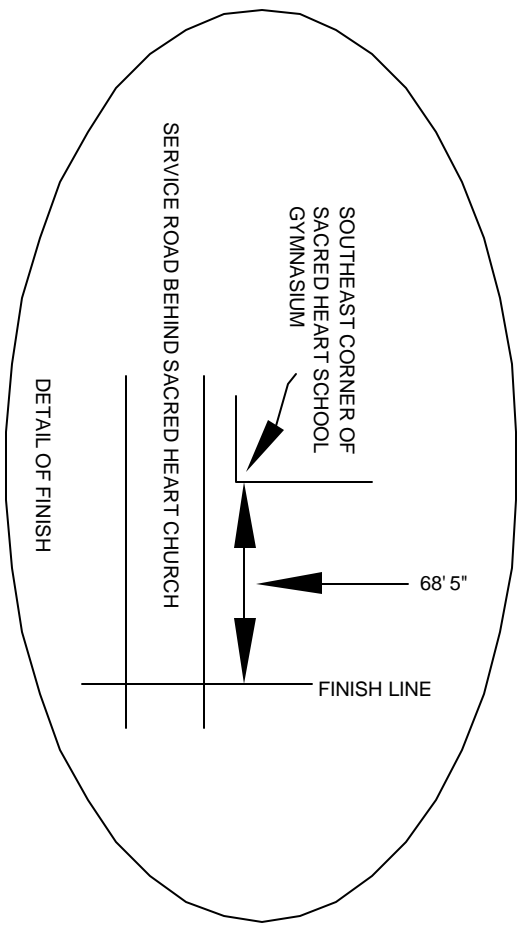 SOUTHEAST CORNER OF
SACRED HEART SCHOOL
GYMNASIUM
SERVICE ROAD BEHIND SACRED HEART CHURCH
68' 5"
FINISH LINE
DETAIL OF FINISH